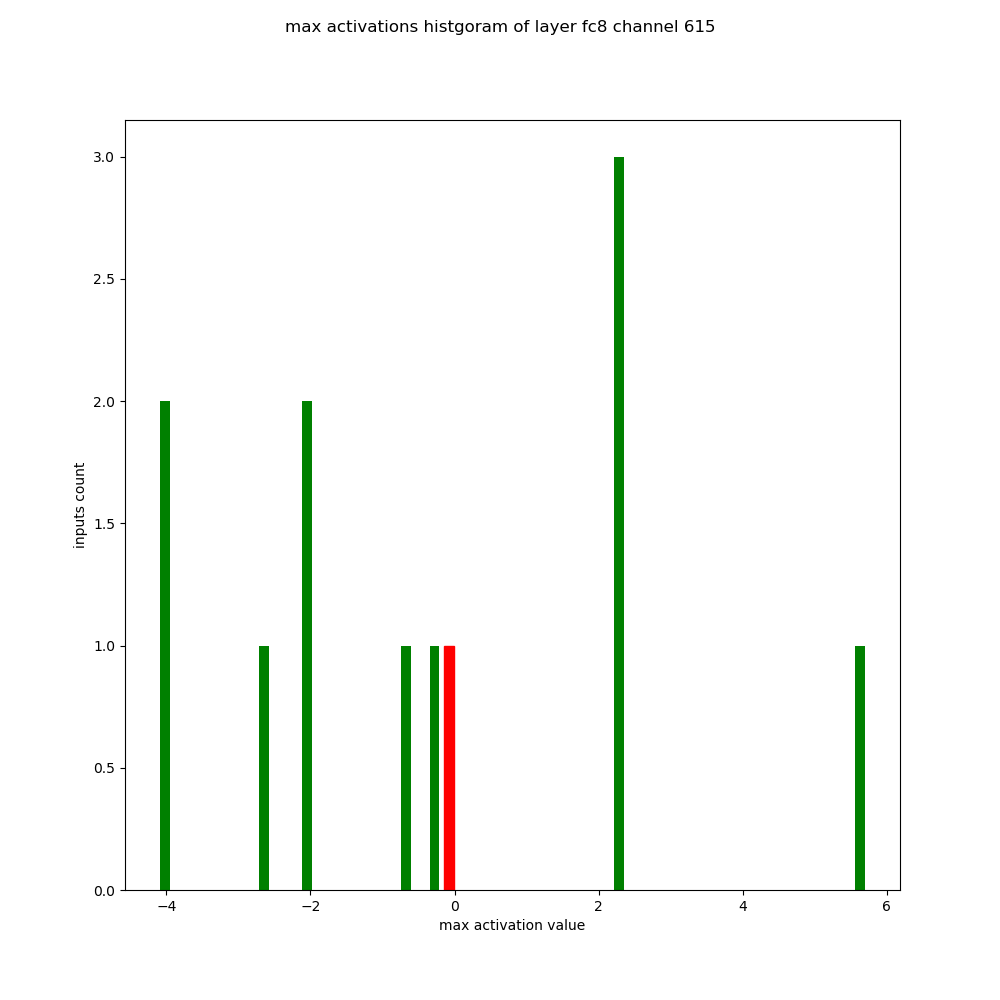 max activations histgoram of layer fc8 channel 615
3.0
2.5
2.0
1.5
1.0
0.5
0.0
inputs count
−4 −2 0 2 4 6
max activation value